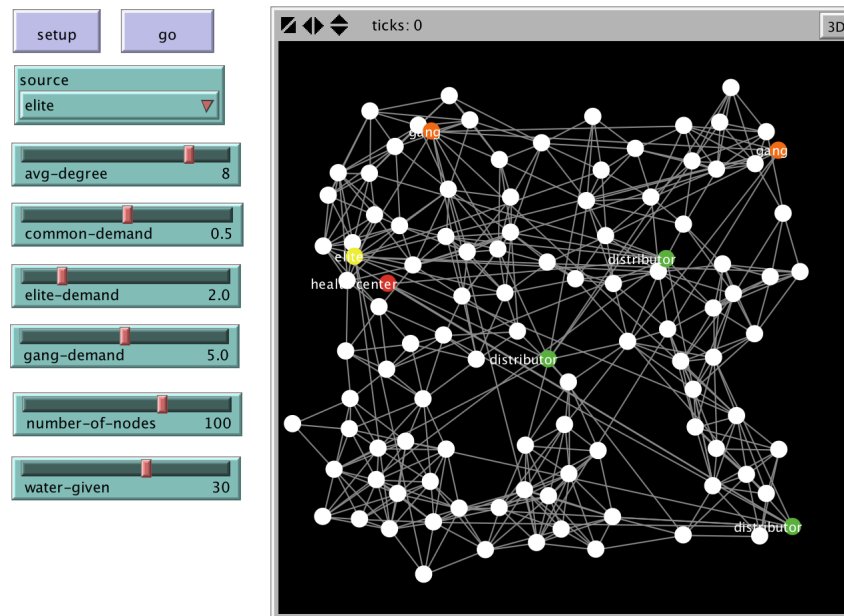 setup
go
source
elite
avg-degree 8
common-demand 0.5
elite-demand 2.0
gang-demand 5.0
number-of-nodes 100
water-given 30
ticks: 0
3D
gang
gang
elite
distributor
health center
distributor
distributor